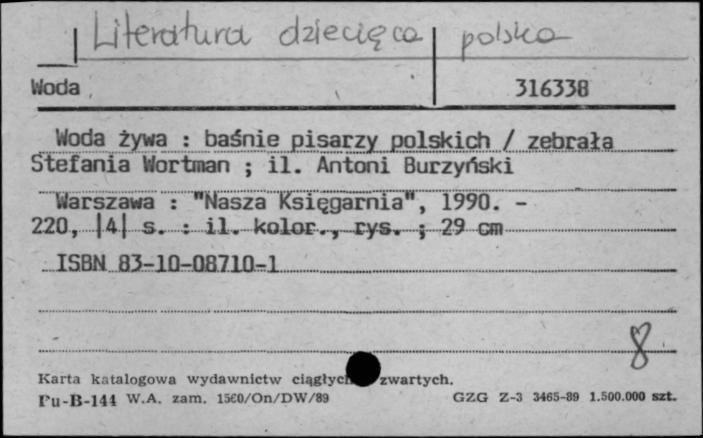 Literatura dziecięca polska
Woda 316338
Woda żywa : baśnie pisarzy polskich / zebrała
Stefania Wortman ; il. Antoni Burzyński
Warszawa : "Nasza Księgarnia", 1990. -
220, |4| s. : il. kolor., rys. ; 29 cm
ISBN 83-10-08710-1
8
Karta katalogowa wydawnictw ciągłych zwartych.
Pu-B-144 W.A. zam. 1560/On/DW/89 GZG Z-3 3465-89 1.500.000 szt.